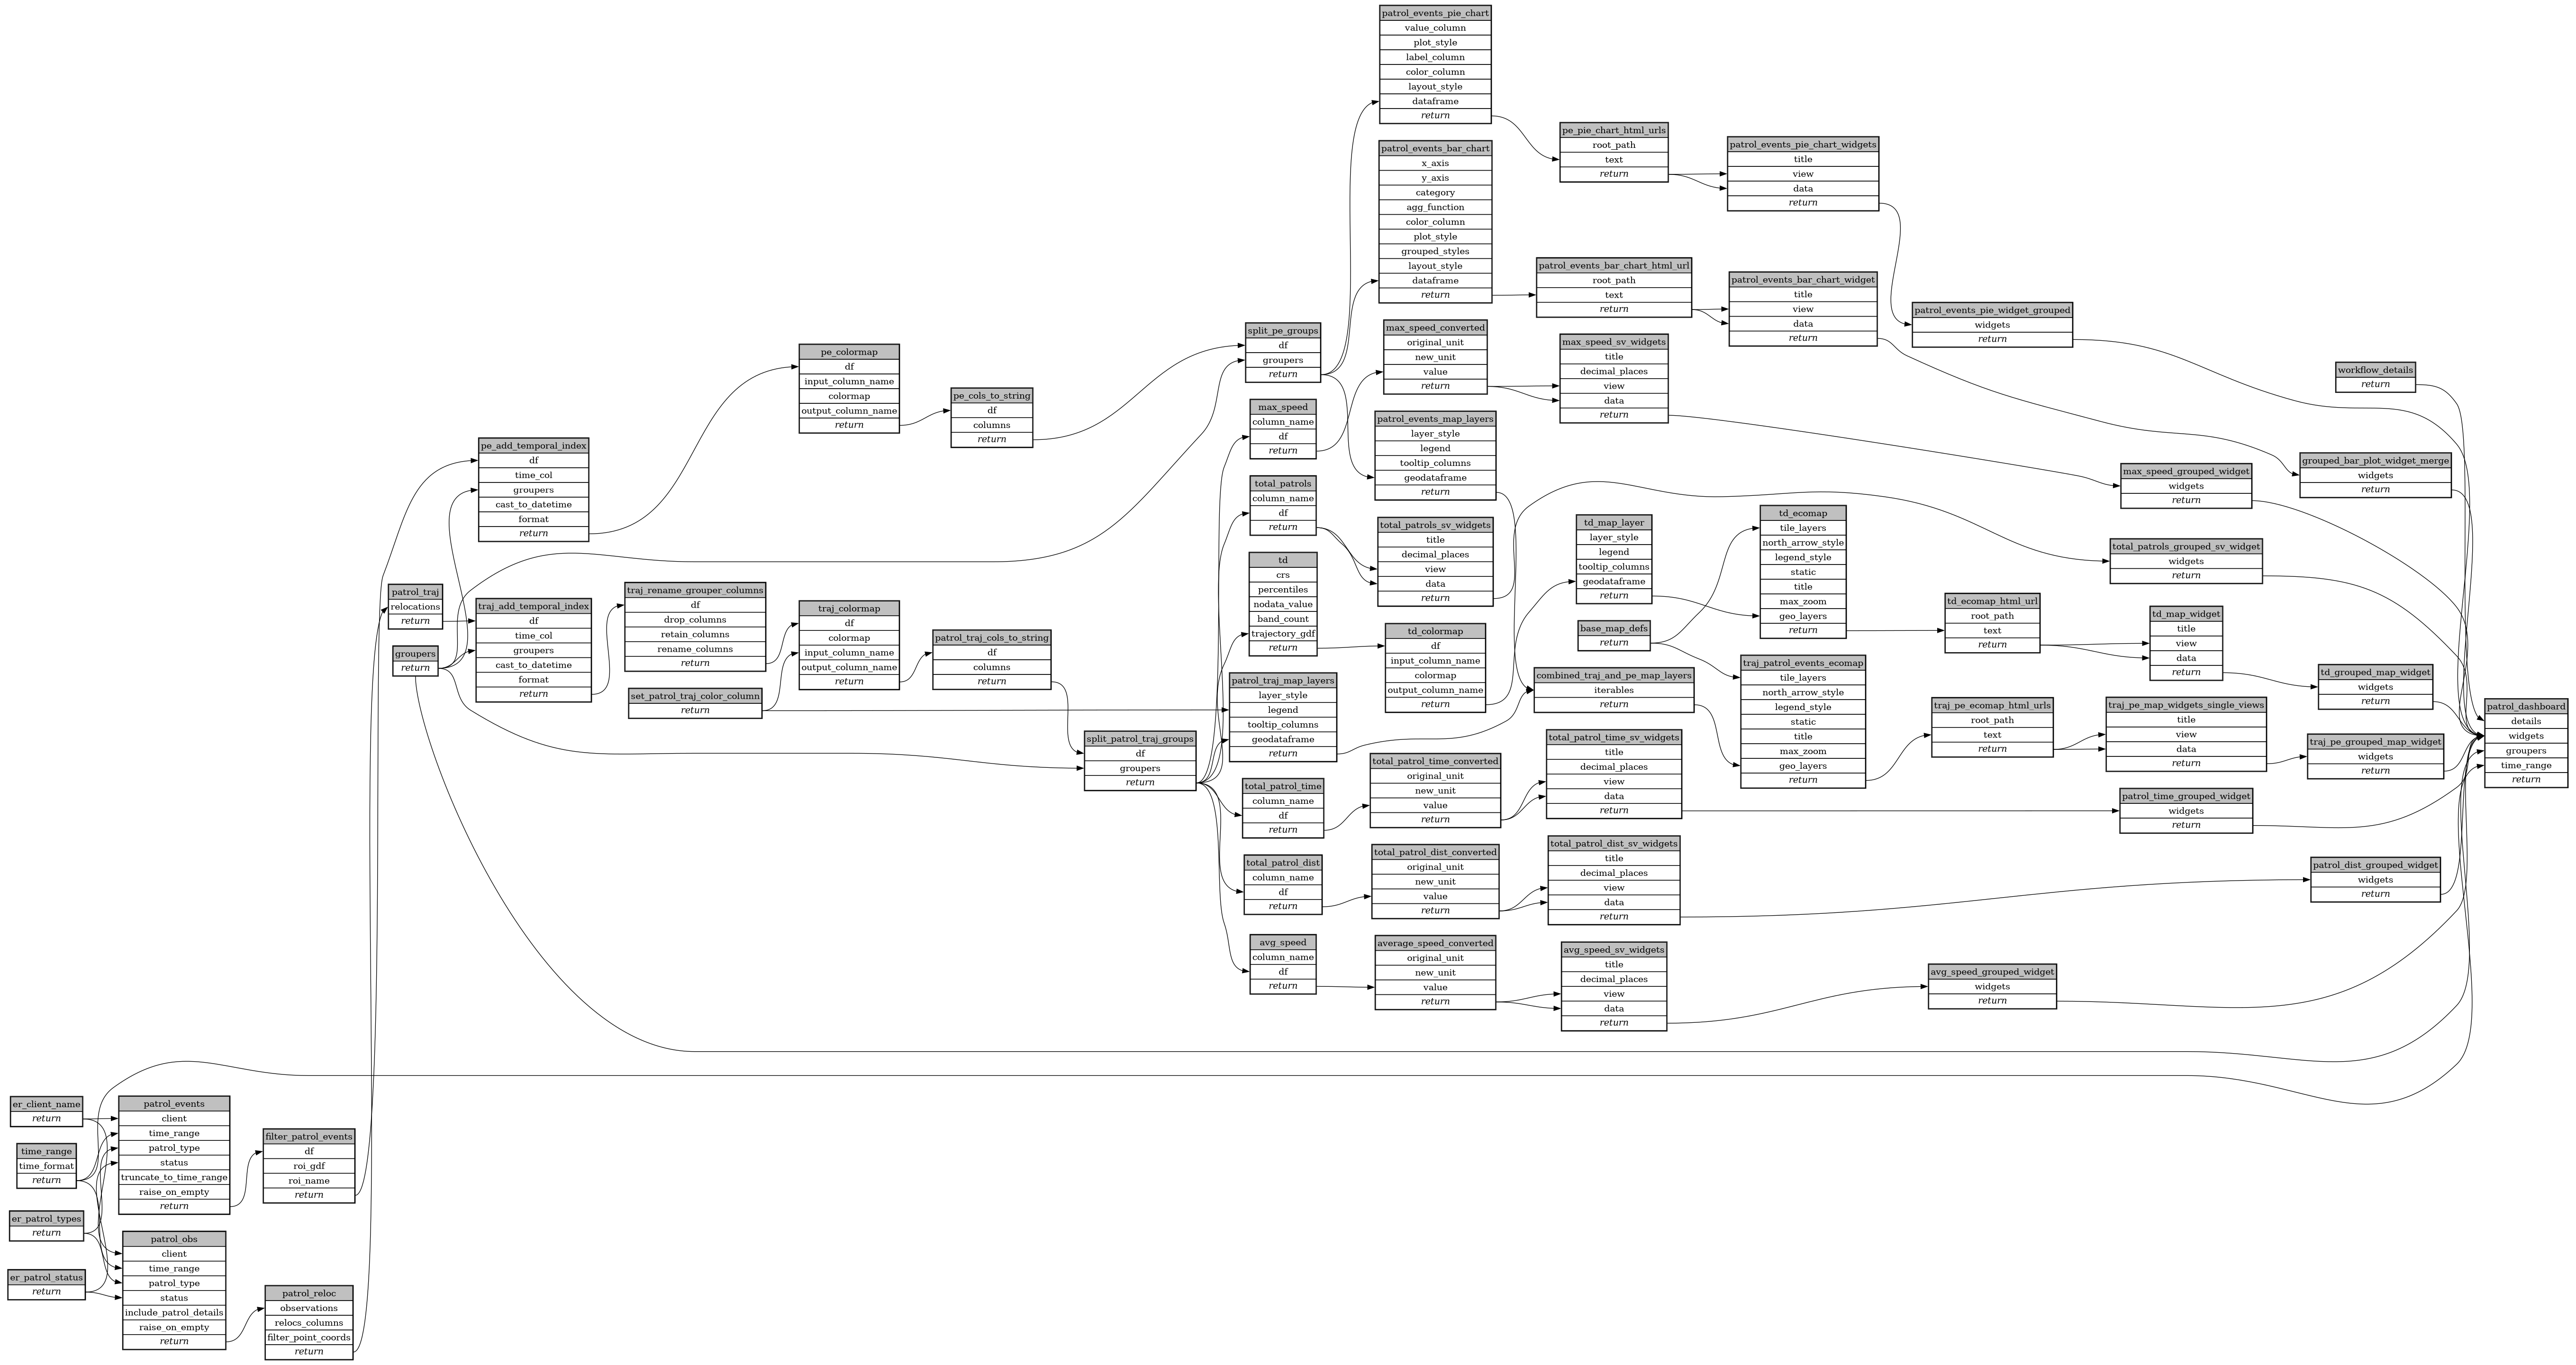 patrol_events_pie_chart
value_column
plot_style
label_column
color_column
layout_style
dataframe
return
pe_pie_chart_html_urls
root_path
text
return
patrol_events_pie_chart_widgets
title
view
data
return
patrol_events_bar_chart
x_axis
y_axis
category
agg_function
color_column
plot_style
grouped_styles
layout_style
dataframe
return
patrol_events_bar_chart_html_url
root_path
text
return
patrol_events_bar_chart_widget
title
view
data
return
patrol_events_pie_widget_grouped
widgets
return
workflow_details
return
split_pe_groups
df
groupers
return
max_speed_converted
original_unit
new_unit
value
return
max_speed_sv_widgets
title
decimal_places
view
data
return
pe_colormap
df
input_column_name
colormap
output_column_name
return
pe_cols_to_string
df
columns
return
max_speed
column_name
df
return
patrol_events_map_layers
layer_style
legend
tooltip_columns
geodataframe
return
pe_add_temporal_index
df
time_col
groupers
cast_to_datetime
format
return
grouped_bar_plot_widget_merge
widgets
return
max_speed_grouped_widget
widgets
return
total_patrols
column_name
df
return
total_patrols_sv_widgets
title
decimal_places
view
data
return
td_map_layer
layer_style
legend
tooltip_columns
geodataframe
return
td_ecomap
tile_layers
north_arrow_style
legend_style
static
title
max_zoom
geo_layers
return
total_patrols_grouped_sv_widget
widgets
return
td
crs
percentiles
nodata_value
band_count
trajectory_gdf
return
patrol_traj
relocations
return
groupers
return
traj_add_temporal_index
df
time_col
groupers
cast_to_datetime
format
return
traj_rename_grouper_columns
df
drop_columns
retain_columns
rename_columns
return
set_patrol_traj_color_column
return
traj_colormap
df
colormap
input_column_name
output_column_name
return
patrol_traj_cols_to_string
df
columns
return
td_colormap
df
input_column_name
colormap
output_column_name
return
base_map_defs
return
td_ecomap_html_url
root_path
text
return
td_map_widget
title
view
data
return
td_grouped_map_widget
widgets
return
patrol_traj_map_layers
layer_style
legend
tooltip_columns
geodataframe
return
combined_traj_and_pe_map_layers
iterables
return
traj_patrol_events_ecomap
tile_layers
north_arrow_style
legend_style
static
title
max_zoom
geo_layers
return
traj_pe_ecomap_html_urls
root_path
text
return
traj_pe_map_widgets_single_views
title
view
data
return
traj_pe_grouped_map_widget
widgets
return
patrol_dashboard
details
widgets
groupers
time_range
return
split_patrol_traj_groups
df
groupers
return
total_patrol_time
column_name
df
return
total_patrol_time_converted
original_unit
new_unit
value
return
total_patrol_time_sv_widgets
title
decimal_places
view
data
return
patrol_time_grouped_widget
widgets
return
total_patrol_dist
column_name
df
return
total_patrol_dist_converted
original_unit
new_unit
value
return
total_patrol_dist_sv_widgets
title
decimal_places
view
data
return
patrol_dist_grouped_widget
widgets
return
avg_speed
column_name
df
return
average_speed_converted
original_unit
new_unit
value
return
avg_speed_sv_widgets
title
decimal_places
view
data
return
avg_speed_grouped_widget
widgets
return
er_client_name
return
time_range
time_format
return
er_patrol_types
return
er_patrol_status
return
patrol_events
client
time_range
patrol_type
status
truncate_to_time_range
raise_on_empty
return
filter_patrol_events
df
roi_gdf
roi_name
return
patrol_obs
client
time_range
patrol_type
status
include_patrol_details
raise_on_empty
return
patrol_reloc
observations
relocs_columns
filter_point_coords
return